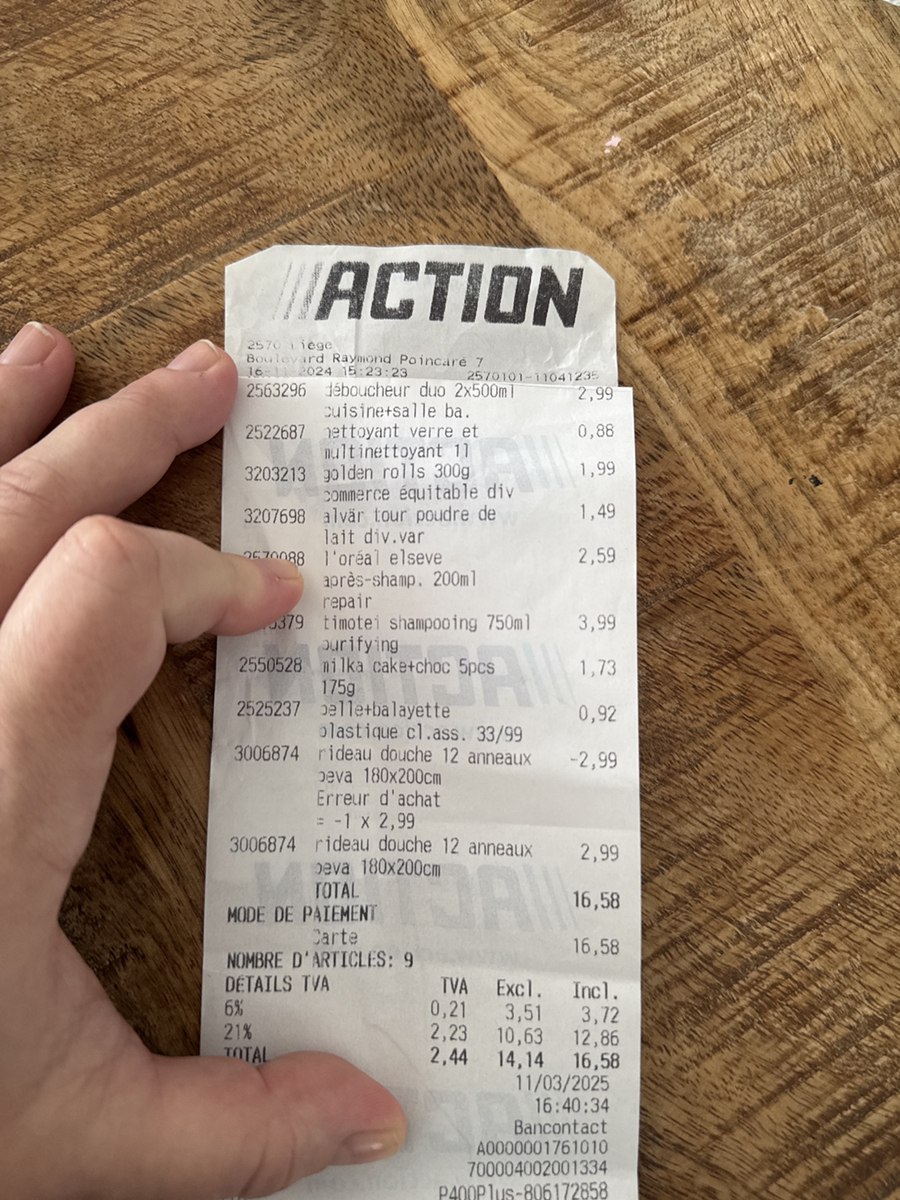 ACTION
2570 Liège
Boulevard Raymond Poincaré 7
16-11-2024 15:23:23 2570101-11041235
2563296 déboucheur duo 2x500ml 2,99
cuisine+salle ba.
2522687 nettoyant verre et 0,88
multinettoyant 1l
3203213 golden rolls 300g 1,99
commerce équitable div
3207698 alvär tour poudre de 1,49
lait div.var
2570088 l'oréal elseve 2,59
après-shamp. 200ml
repair
379 timotei shampooing 750ml 3,99
purifying
2550528 milka cake+choc 5pcs 1,73
175g
2525237 pelle+balayette 0,92
plastique cl.ass. 33/99
3006874 rideau douche 12 anneaux -2,99
peva 180x200cm
Erreur d'achat
= -1 x 2,99
3006874 rideau douche 12 anneaux 2,99
peva 180x200cm
TOTAL 16,58
MODE DE PAIEMENT
Carte 16,58
NOMBRE D'ARTICLES: 9
DÉTAILS TVA TVA Excl. Incl.
6% 0,21 3,51 3,72
21% 2,23 10,63 12,86
TOTAL 2,44 14,14 16,58
11/03/2025
16:40:34
Bancontact
A0000001761010
700004002001334
P400Plus-806172858